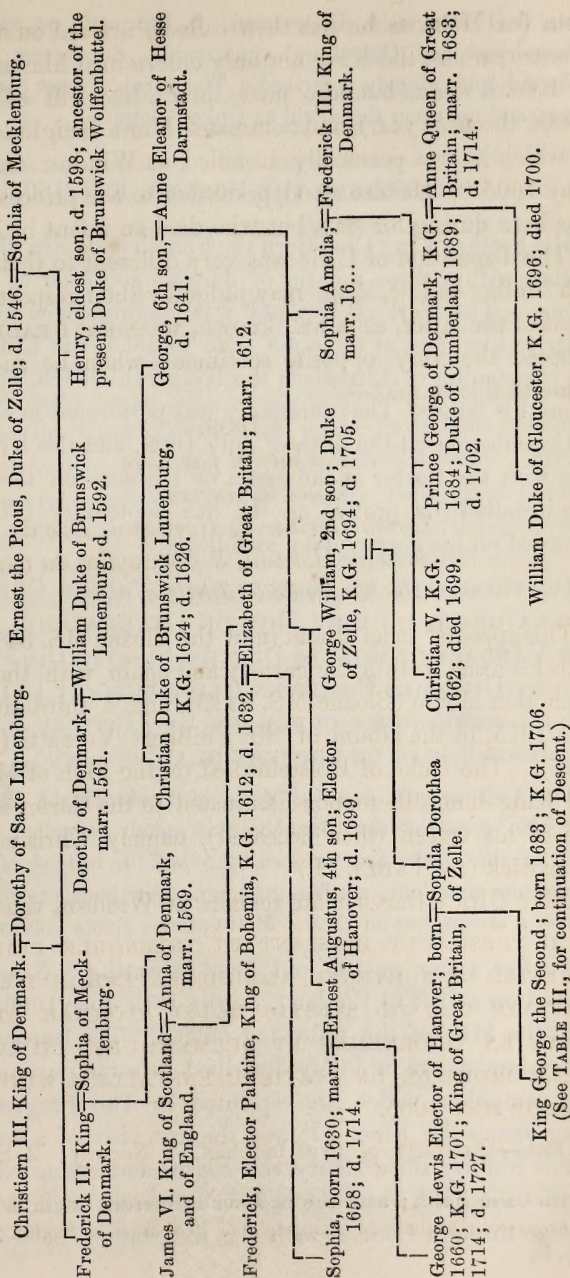 Christiern III. King of Denmark.=Dorothy of Saxe Lunenburg. Ernest the Pious, Duke of Zelle; d. 1546.=Sophia of Mecklenburg.
Frederick II. King=Sophia of Meck-
of Denmark. lenburg.
Dorothy of Denmark,=William Duke of Brunswick
marr. 1561. Lunenburg; d. 1592.
Henry, eldest son; d. 1598; ancestor of the
present Duke of Brunswick Wolffenbuttel.
James VI. King of Scotland=Anna of Denmark,
and of England. marr. 1589.
Christian Duke of Brunswick Lunenburg,
K.G. 1624; d. 1626.
George, 6th son,=Anne Eleanor of Hesse
d. 1641. Darmstadt.
Frederick, Elector Palatine, King of Bohemia, K.G. 1612; d. 1632.=Elizabeth of Great Britain; marr. 1612.
Sophia, born 1630; marr.=Ernest Augustus, 4th son; Elector
1658; d. 1714. of Hanover; d. 1699.
George William, 2nd son; Duke
of Zelle, K.G. 1694; d. 1705.
Sophia Amelia;=Frederick III. King of
marr. 16... Denmark.
George Lewis Elector of Hanover; born=Sophia Dorothea
1660; K.G. 1701; King of Great Britain, of Zelle.
1714; d. 1727.
Christian V. K.G.
1662; died 1699.
Prince George of Denmark, K.G.=Anne Queen of Great
1684; Duke of Cumberland 1689; Britain; marr. 1683;
d. 1702. d. 1714.
King George the Second; born 1683; K.G. 1706.
(See TABLE III., for continuation of Descent.)
William Duke of Gloucester, K.G. 1696; died 1700.